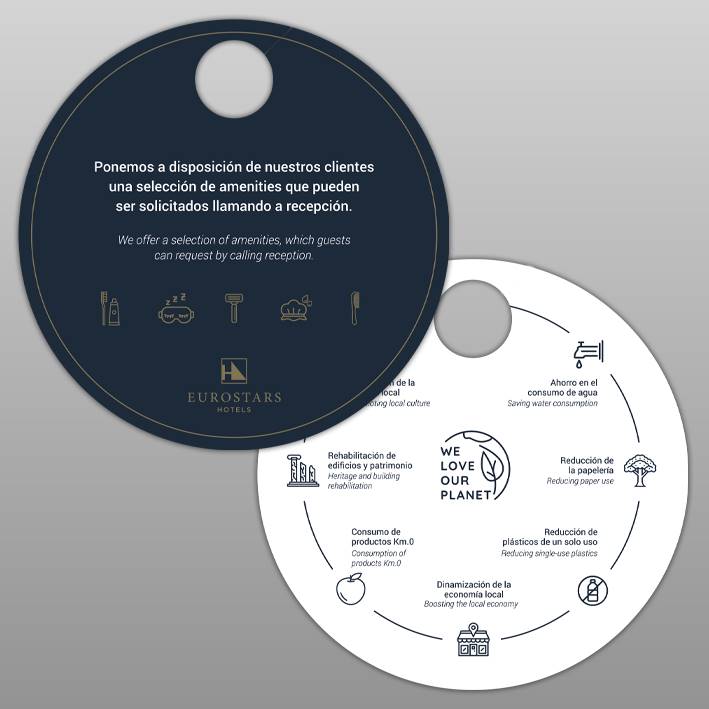 Ponemos a disposición de nuestros clientes
una selección de amenities que pueden
ser solicitados llamando a recepción.
We offer a selection of amenities, which guests
can request by calling reception.
Z Z Z
EUROSTARS
HOTELS
de la
local
local culture
Ahorro en el
consumo de agua
Saving water consumption
Rehabilitación de
edificios y patrimonio
Heritage and building
rehabilitation
WE
LOVE
OUR
PLANET
Reducción de
la papelería
Reducing paper use
Consumo de
productos Km.0
Consumption of
products Km.0
Reducción de
plásticos de un solo uso
Reducing single-use plastics
Dinamización de la
economía local
Boosting the local economy